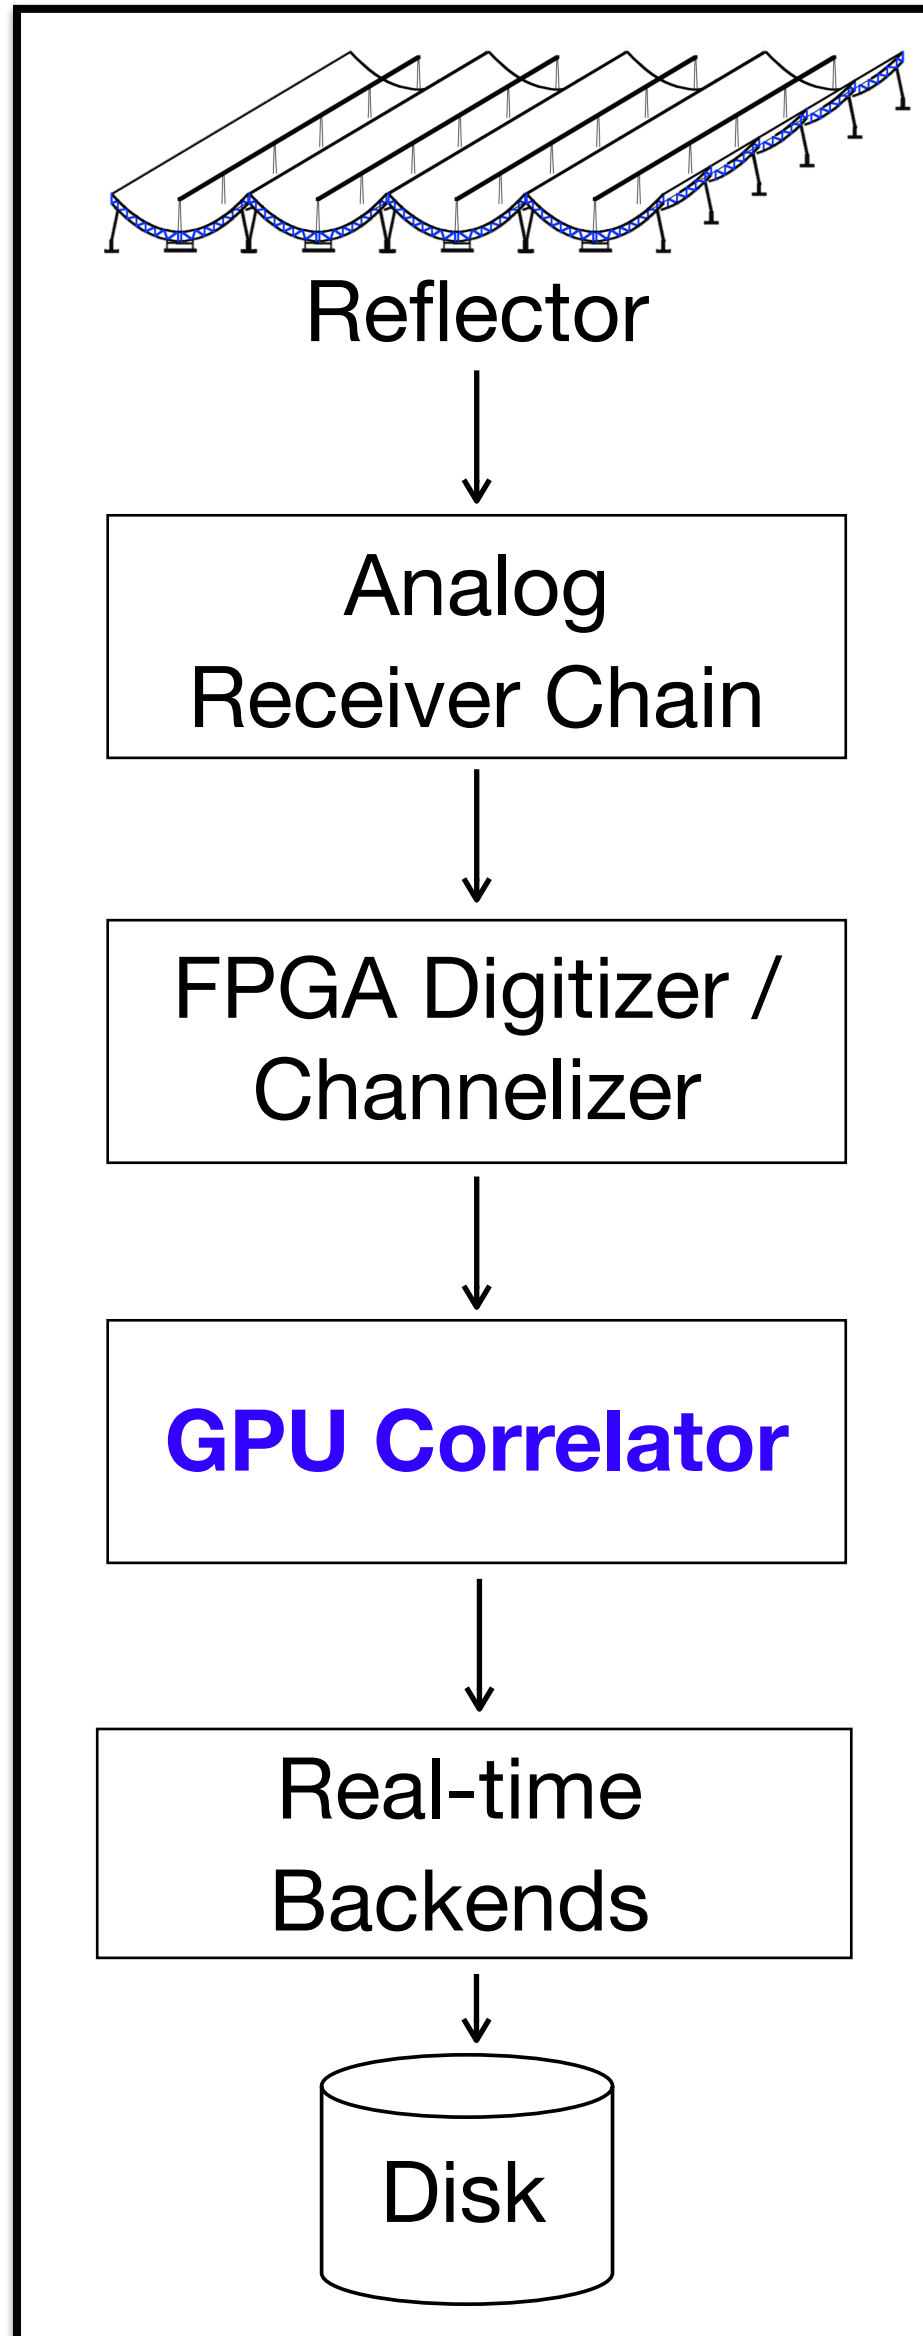 Reflector
Analog
Receiver Chain
FPGA Digitizer /
Channelizer
GPU Correlator
Real-time
Backends
Disk